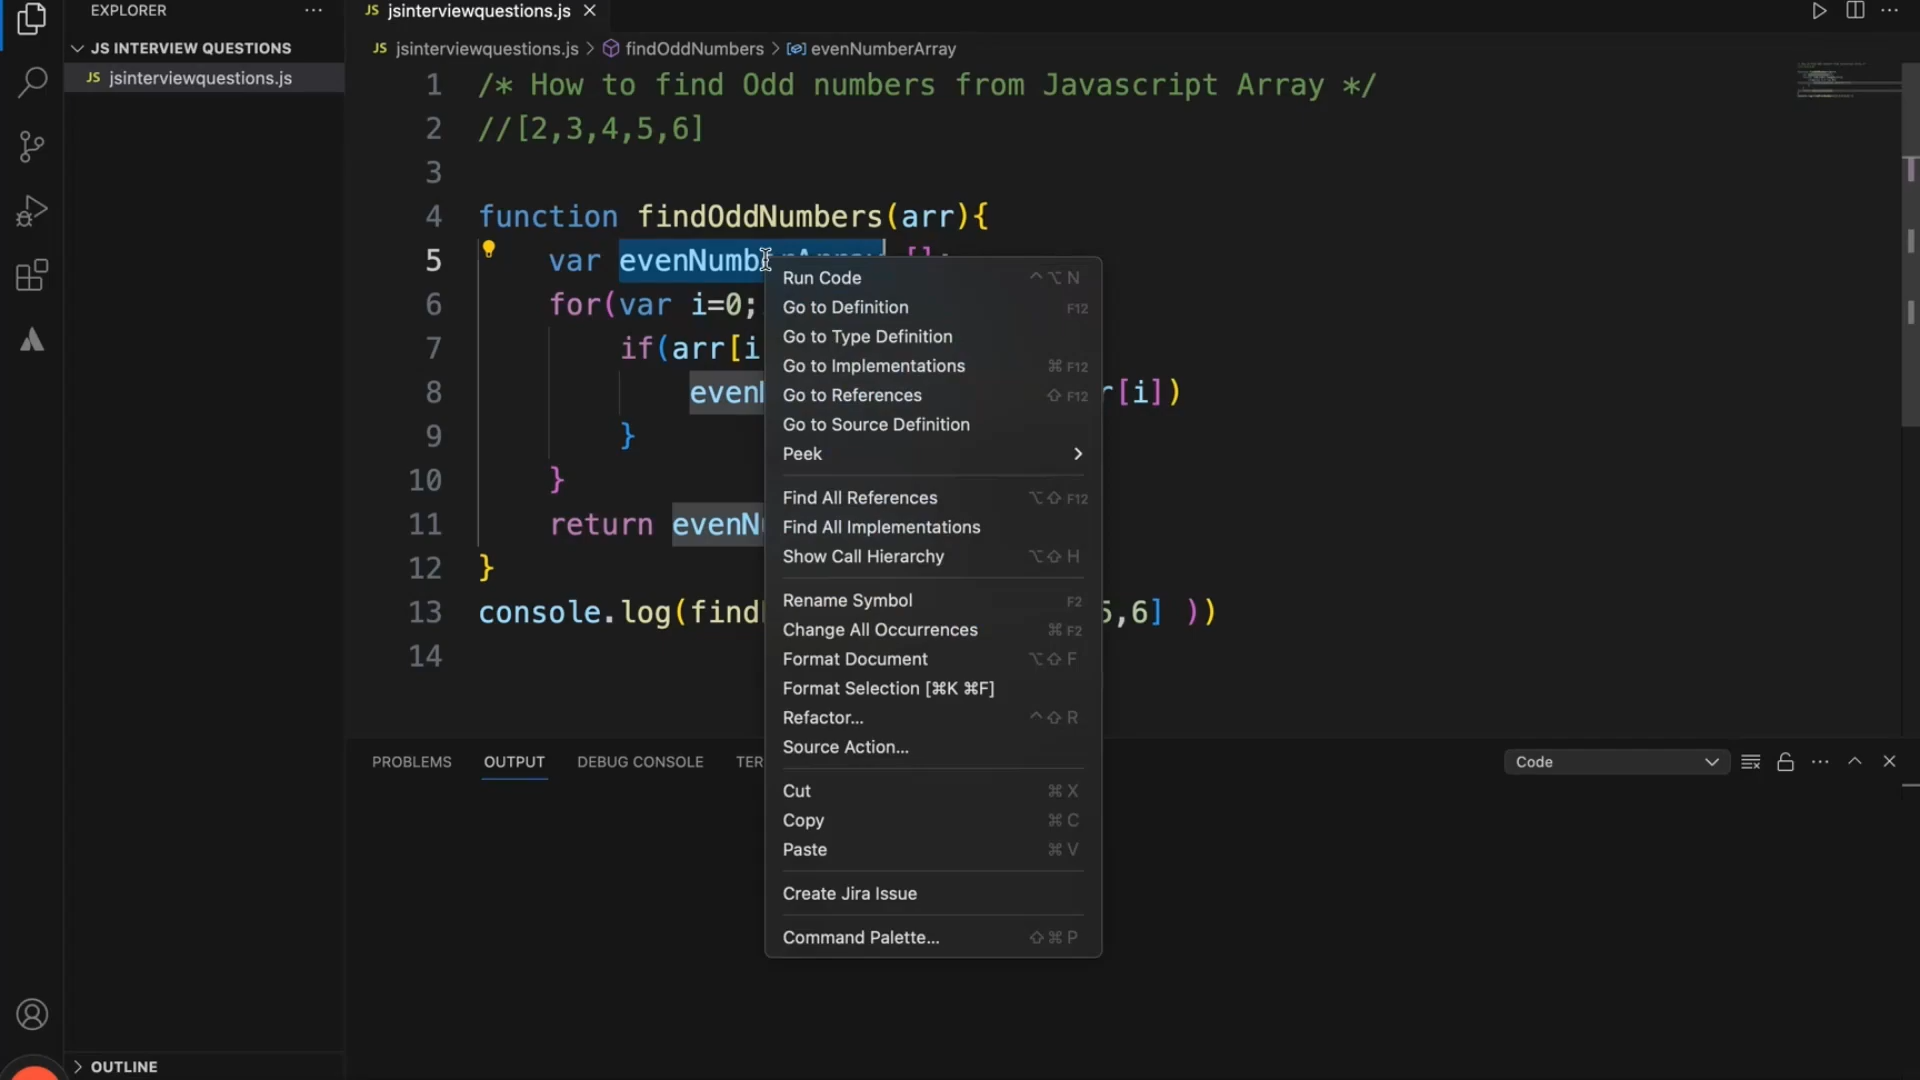 EXPLORER
JS INTERVIEW QUESTIONS
JS jsinterviewquestions.js
OUTLINE
JS jsinterviewquestions.js
JS jsinterviewquestions.js > findOddNumbers > evenNumberArray
1 /* How to find Odd numbers from Javascript Array */
2 //[2,3,4,5,6]
3
4 function findOddNumbers(arr){
5 var evenNumberArray []
6 for(var i=0;
7 if(arr[i
8 even r[i])
9 }
10 }
11 return evenN
12 }
13 console.log(find 5,6] ))
14
Run Code ^⌥N
Go to Definition F12
Go to Type Definition
Go to Implementations ⌘F12
Go to References ⇧F12
Go to Source Definition
Peek
Find All References ⌥⇧F12
Find All Implementations
Show Call Hierarchy ⌥⇧H
Rename Symbol F2
Change All Occurrences ⌘F2
Format Document ⌥⇧F
Format Selection [⌘K ⌘F]
Refactor... ^⇧R
Source Action...
Cut ⌘X
Copy ⌘C
Paste ⌘V
Create Jira Issue
Command Palette... ⇧⌘P
PROBLEMS OUTPUT DEBUG CONSOLE TER
Code